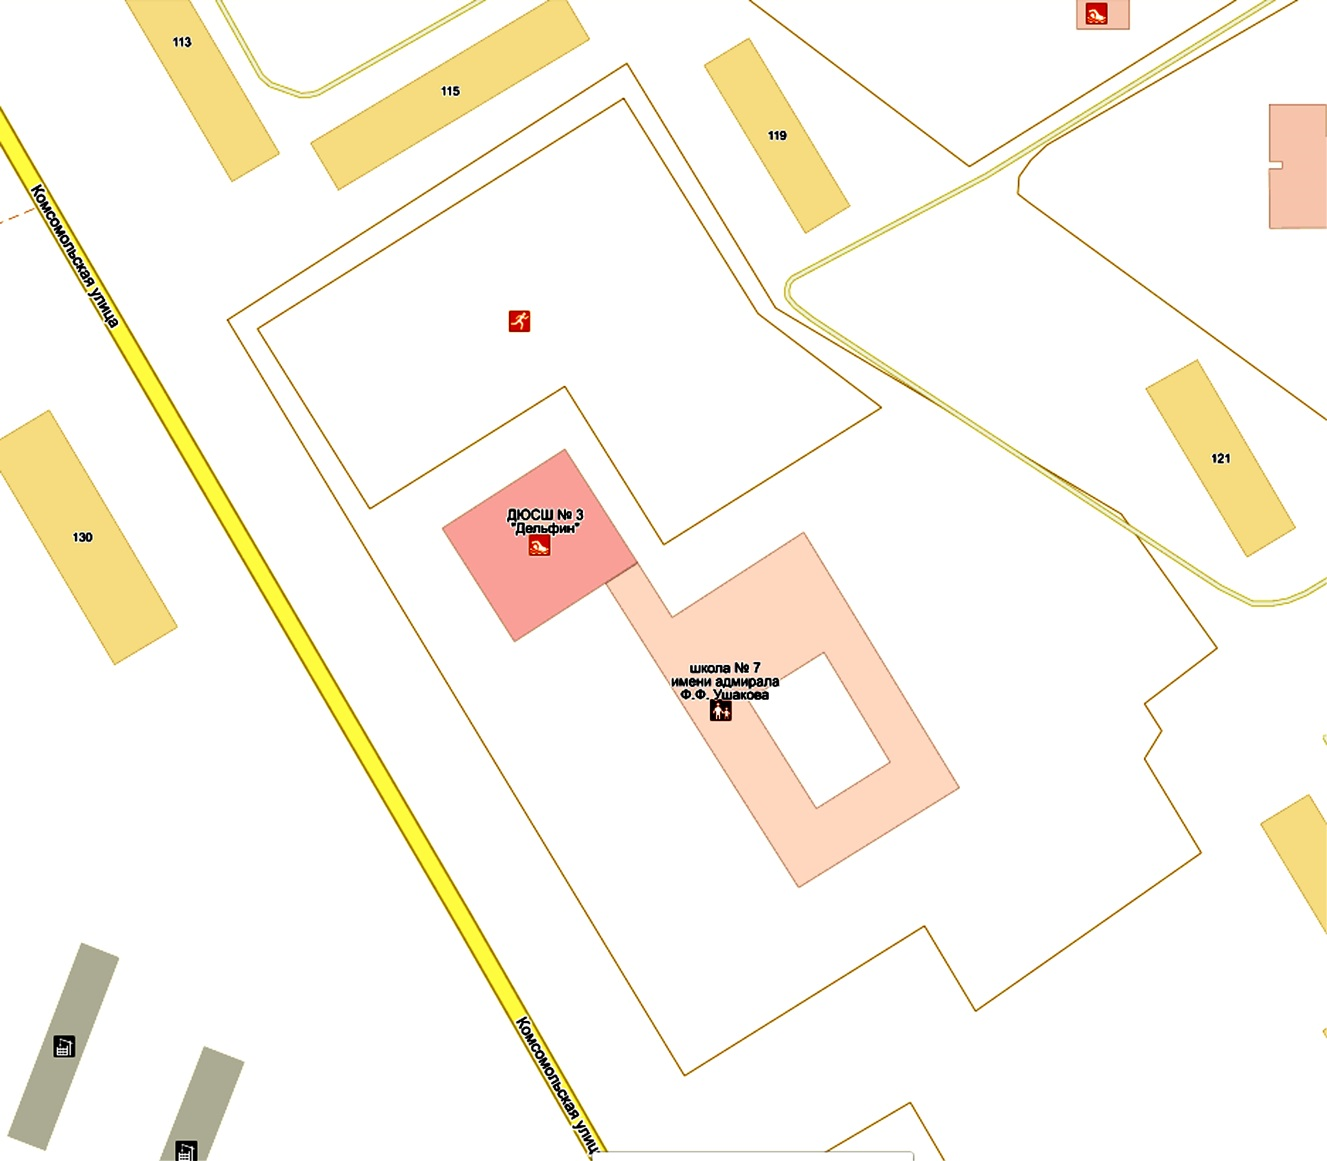 113
115
119
Комсомольская улица
121
130
ДЮСШ № 3
"Дельфин"
школа № 7
имени адмирала
Ф.Ф. Ушакова
Комсомольская улица